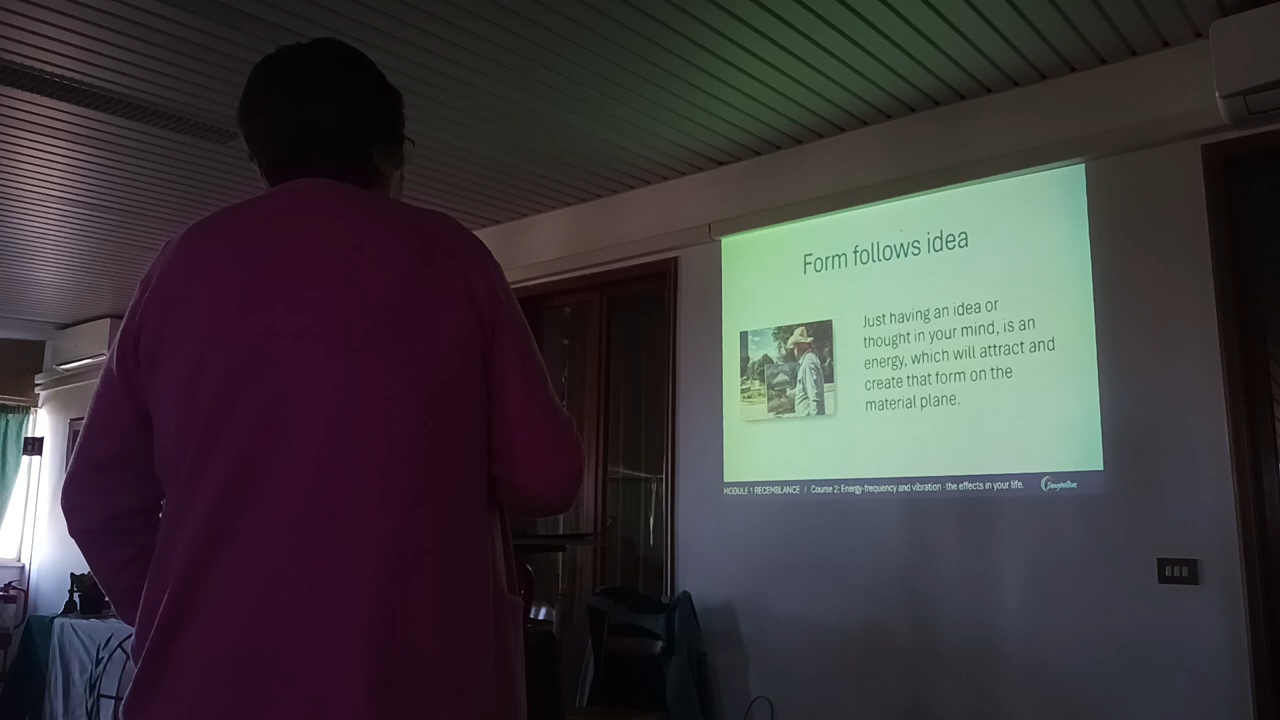 Form follows idea
Just having an idea or
thought in your mind, is an
energy, which will attract and
create that form on the
material plane.
MODULE 1 RECEMBLANCE / Course 2: Energy-frequency and vibration - the effects in your life.